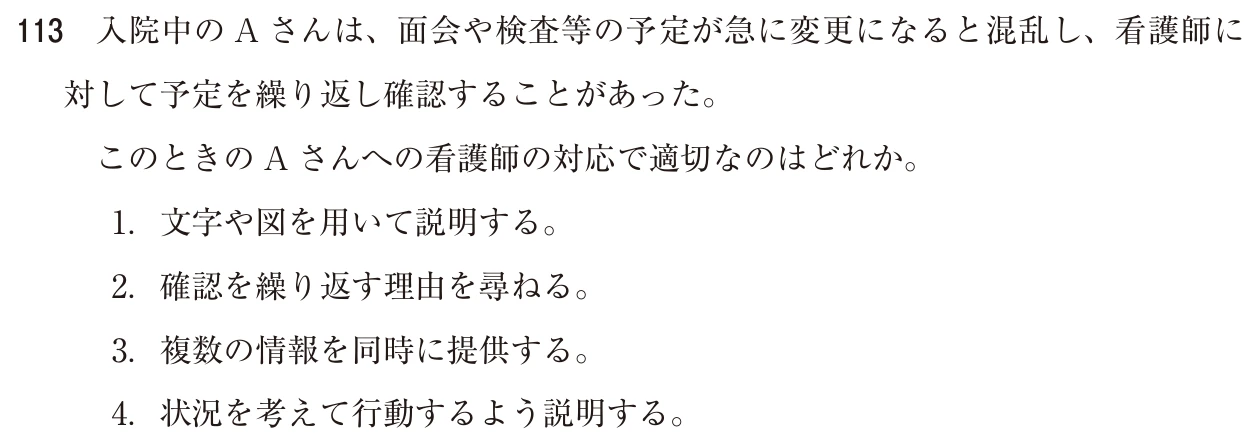 113 入院中の A さんは、面会や検査等の予定が急に変更になると混乱し、看護師に
対して予定を繰り返し確認することがあった。
このときの A さんへの看護師の対応で適切なのはどれか。
1. 文字や図を用いて説明する。
2. 確認を繰り返す理由を尋ねる。
3. 複数の情報を同時に提供する。
4. 状況を考えて行動するよう説明する。